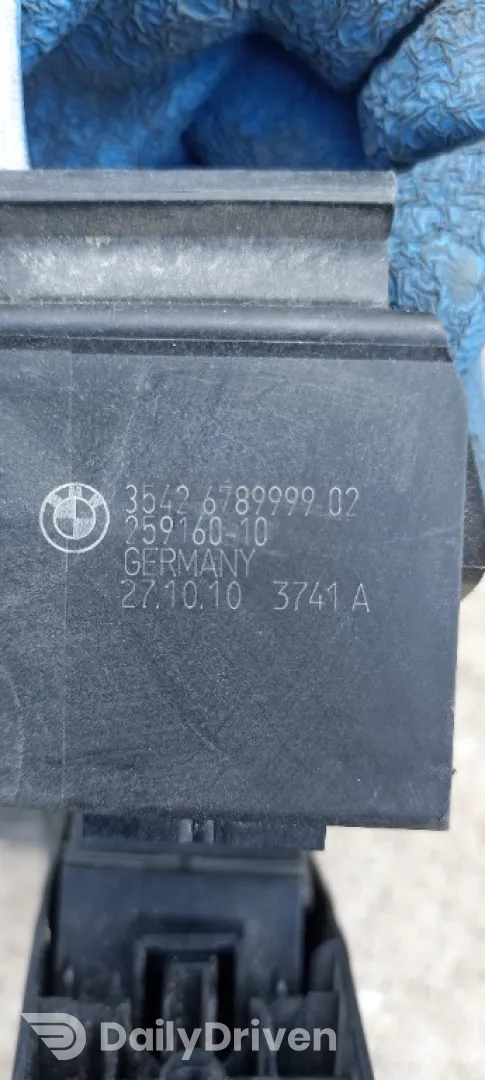 3542 6789999 02
259160-10
GERMANY
27.10.10 3741 A
DailyDriven